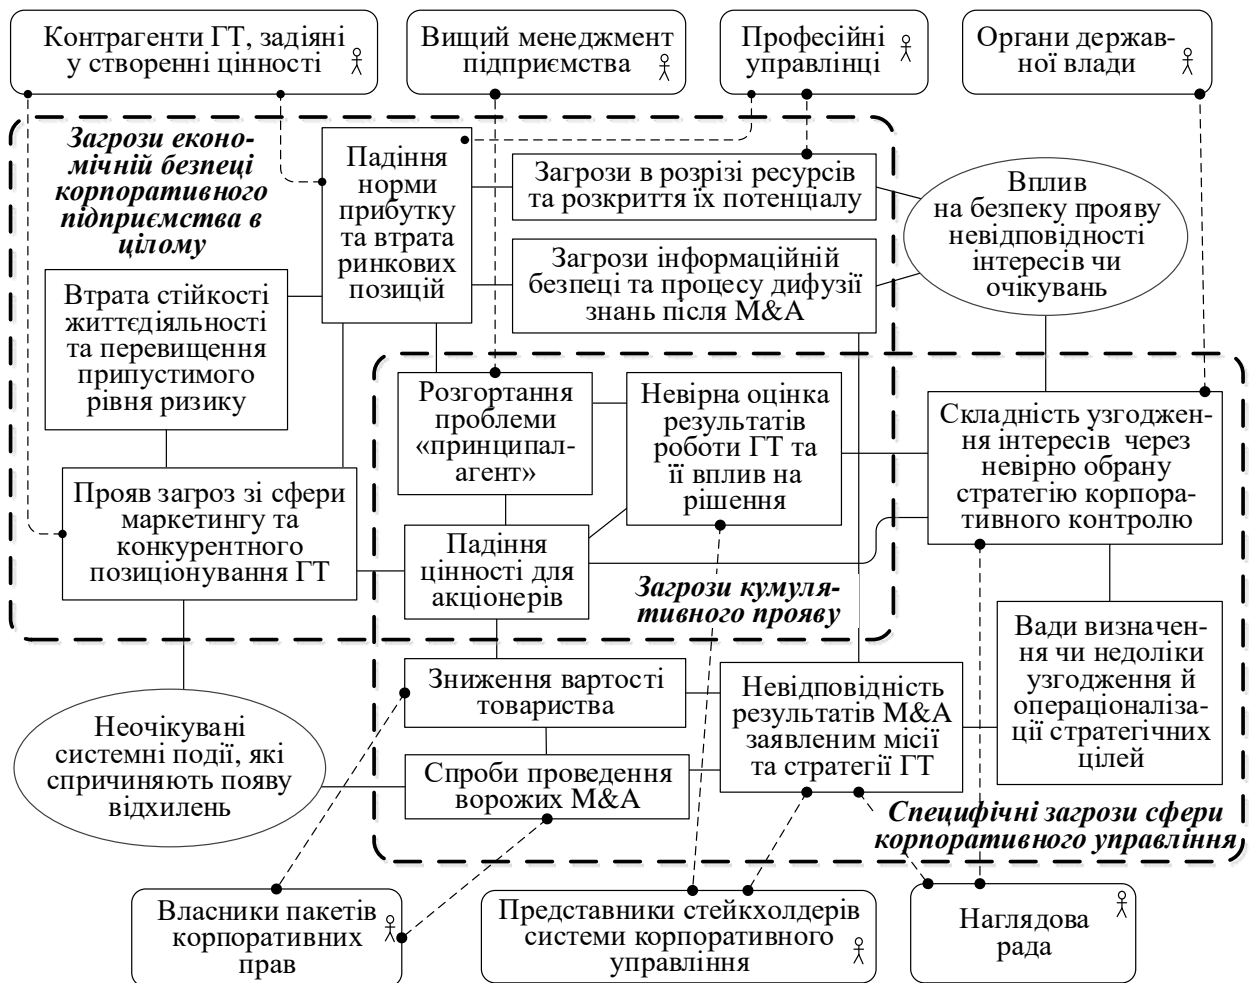 Контрагенти ГТ, задіяні
у створенні цінності
Вищий менеджмент
підприємства
Професійні
управлінці
Органи держав-
ної влади
Загрози еконо-
мічній безпеці
корпоративного
підприємства в
цілому
Падіння
норми
прибутку
та втрата
ринкових
позицій
Загрози в розрізі ресурсів
та розкриття їх потенціалу
Вплив
на безпеку прояву
невідповідності
інтересів чи
очікувань
Загрози інформаційній
безпеці та процесу дифузії
знань після М&А
Втрата стійкості
життєдіяльності
та перевищення
припустимого
рівня ризику
Розгортання
проблеми
«принципал-
агент»
Невірна оцінка
результатів
роботи ГТ та
її вплив на
рішення
Складність узгоджен-
ня інтересів через
невірно обрану
стратегію корпора-
тивного контролю
Прояв загроз зі сфери
маркетингу та
конкурентного
позиціонування ГТ
Падіння
цінності для
акціонерів
Загрози кумуля-
тивного прояву
Вади визначен-
ня чи недоліки
узгодження й
операціоналіза-
ції стратегічних
цілей
Зниження вартості
товариства
Невідповідність
результатів М&А
заявленим місії
та стратегії ГТ
Неочікувані
системні події, які
спричиняють появу
відхилень
Спроби проведення
ворожих М&А
Специфічні загрози сфери
корпоративного управління
Власники пакетів
корпоративних
прав
Представники стейкхолдерів
системи корпоративного
управління
Наглядова
рада